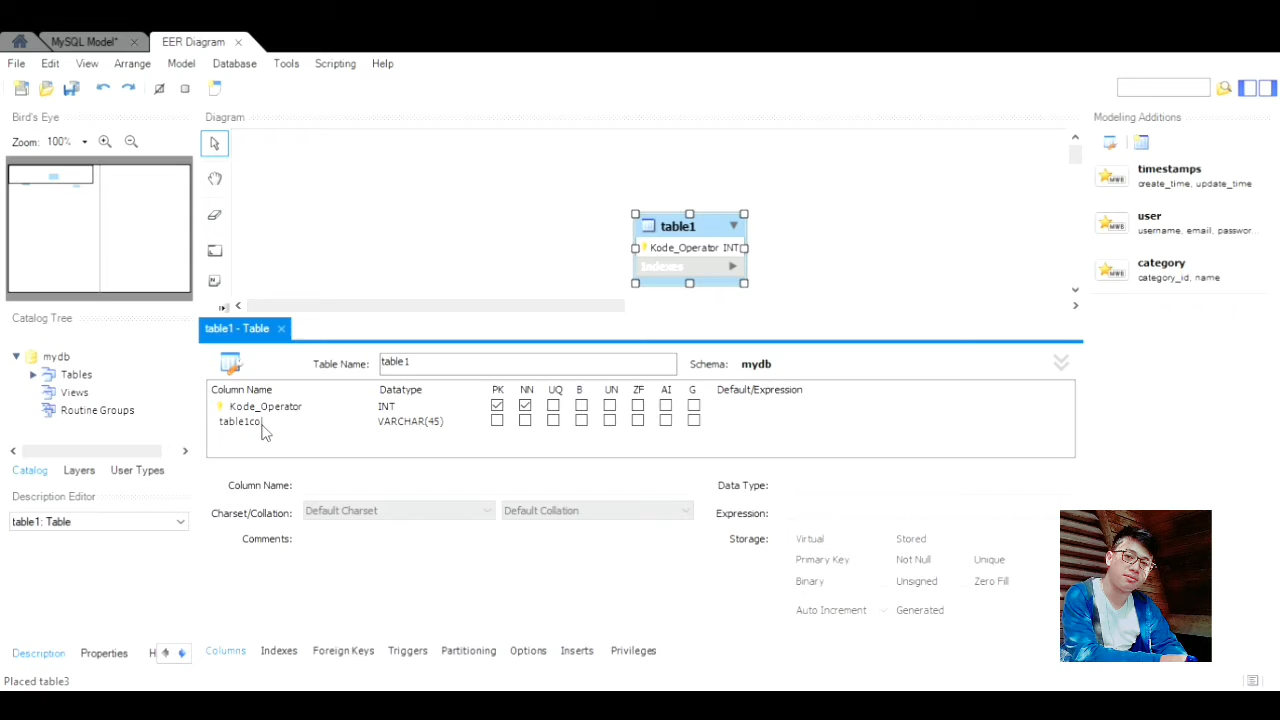 MySQL Model*
EER Diagram
File Edit View Arrange Model Database Tools Scripting Help
Bird's Eye
Zoom: 100%
Diagram
Modeling Additions
timestamps
create_time, update_time
user
username, email, passwor...
category
category_id, name
table1
Kode_Operator INT
Indexes
Catalog Tree
mydb
Tables
Views
Routine Groups
Catalog Layers User Types
Description Editor
table1: Table
Description Properties H
Placed table3
table1 - Table
Table Name: table1 Schema: mydb
Column Name Datatype PK NN UQ B UN ZF AI G Default/Expression
Kode_Operator INT
table1col VARCHAR(45)
Column Name: Data Type:
Charset/Collation: Default Charset Default Collation Expression:
Comments: Storage: Virtual Stored
Primary Key Not Null Unique
Binary Unsigned Zero Fill
Auto Increment Generated
Columns Indexes Foreign Keys Triggers Partitioning Options Inserts Privileges
MWB
MWB
MWB